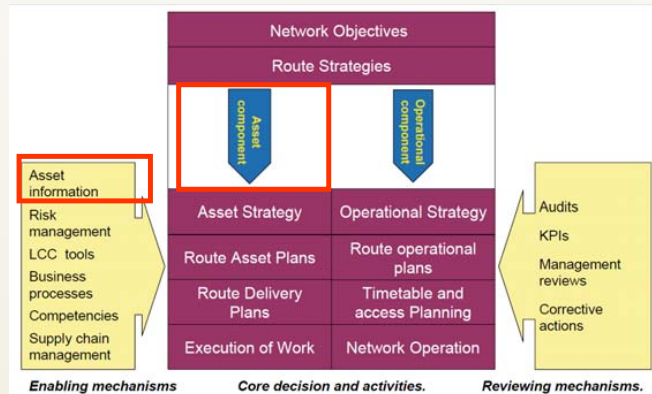 Network Objectives
Route Strategies
Asset
component
Operational
component
Asset
information
Risk
management
LCC tools
Business
processes
Competencies
Supply chain
management
Asset Strategy
Operational Strategy
Route Asset Plans
Route operational
plans
Route Delivery
Plans
Timetable and
access Planning
Execution of Work
Network Operation
Audits
KPIs
Management
reviews
Corrective
actions
Enabling mechanisms
Core decision and activities.
Reviewing mechanisms.